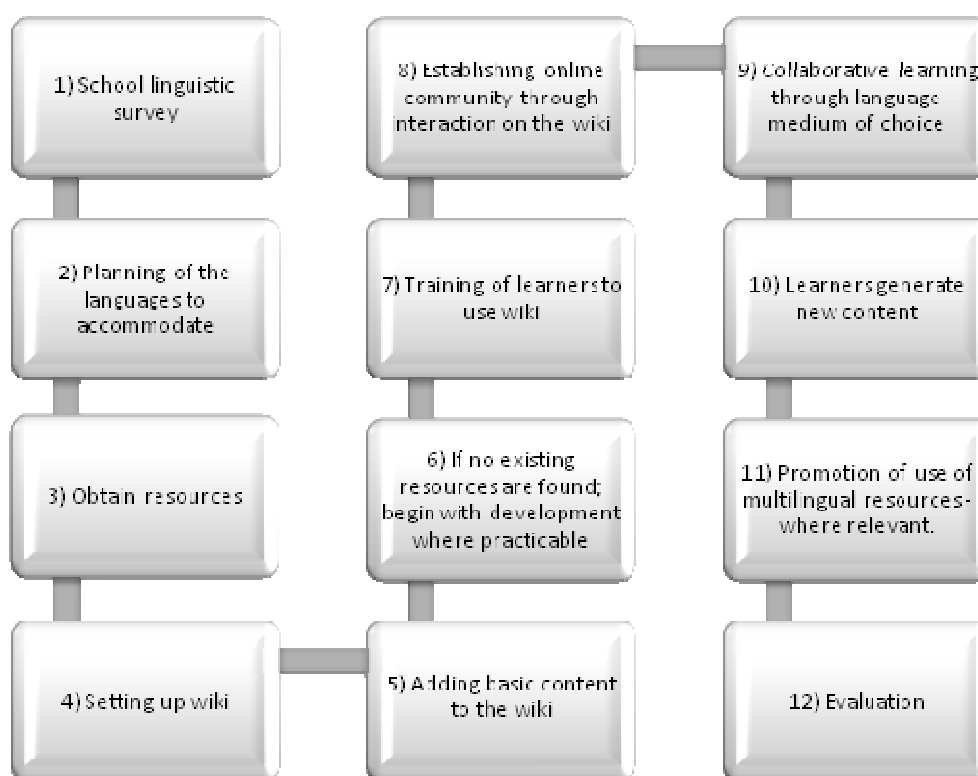 1) School linguistic
survey
2) Planning of the
languages to
accommodate
3) Obtain resources
4) Setting up wiki
5) Adding basic content
to the wiki
6) If no existing
resources are found;
begin with development
where practicable
7) Training of learners to
use wiki
8) Establishing online
community through
interaction on the wiki
9) Collaborative learning
through language
medium of choice
10) Learners generate
new content
11) Promotion of use of
multilingual resources-
where relevant.
12) Evaluation